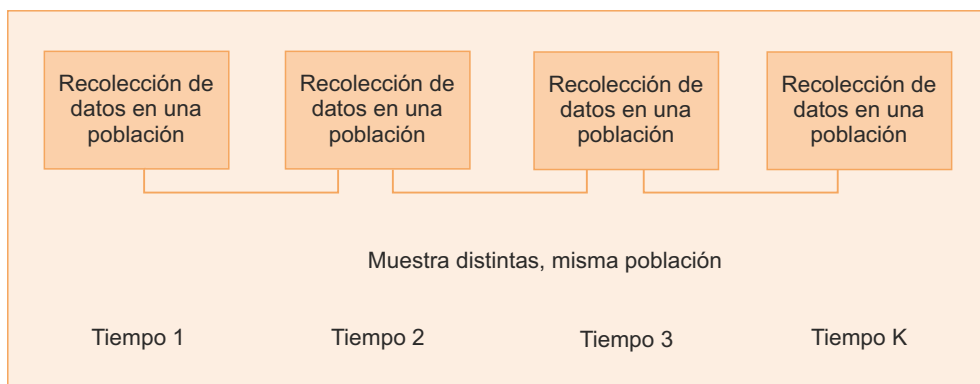 Recolección de
datos en una
población
Recolección de
datos en una
población
Recolección de
datos en una
población
Recolección de
datos en una
población
Muestra distintas, misma población
Tiempo 1
Tiempo 2
Tiempo 3
Tiempo K